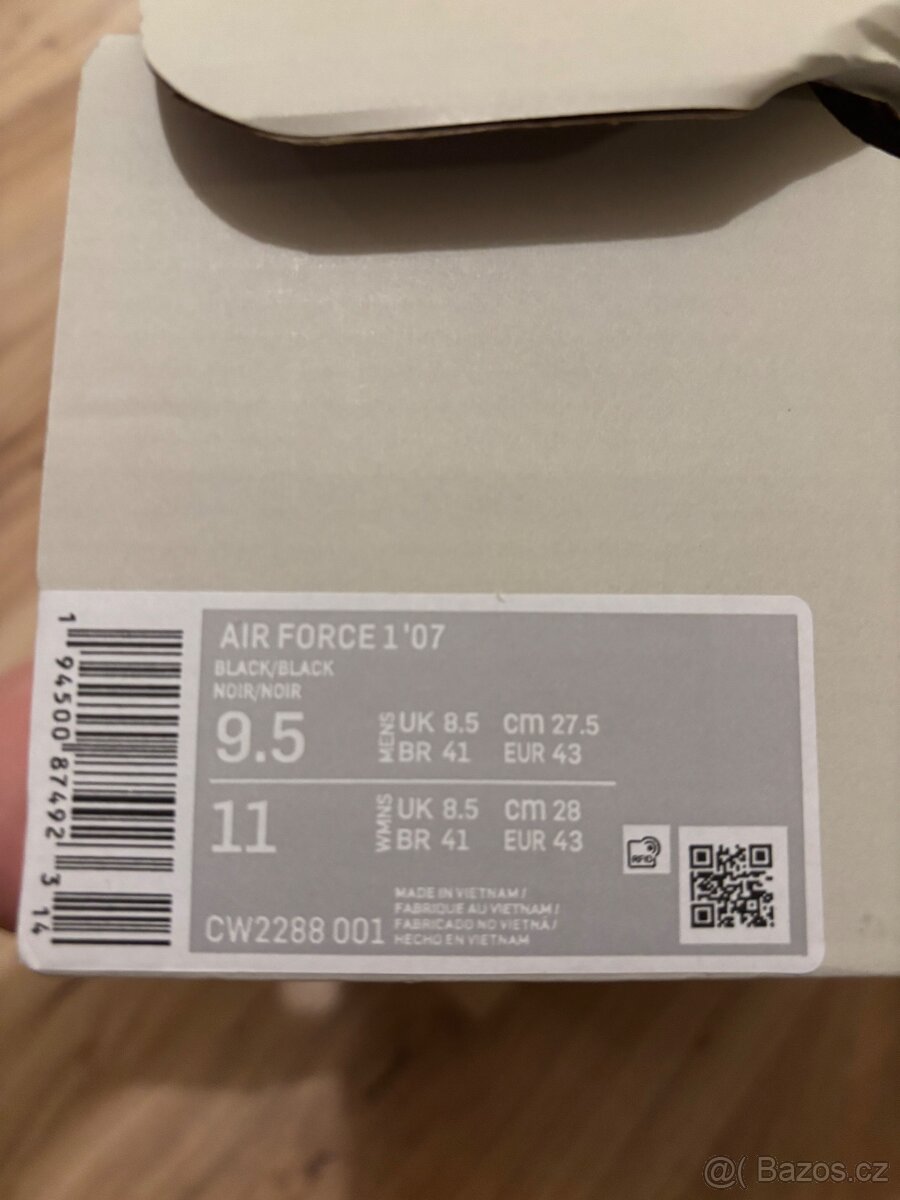 AIR FORCE 1 '07
BLACK/BLACK
NOIR/NOIR
9.5
MENS
UK 8.5 cm 27.5
BR 41 EUR 43
11
WMNS
UK 8.5 cm 28
BR 41 EUR 43
RFID
MADE IN VIETNAM /
FABRIQUE AU VIETNAM /
FABRICADO NO VIETNÃ /
HECHO EN VIETNAM
CW2288 001
1 94500 87492 3 14
@( Bazos.cz